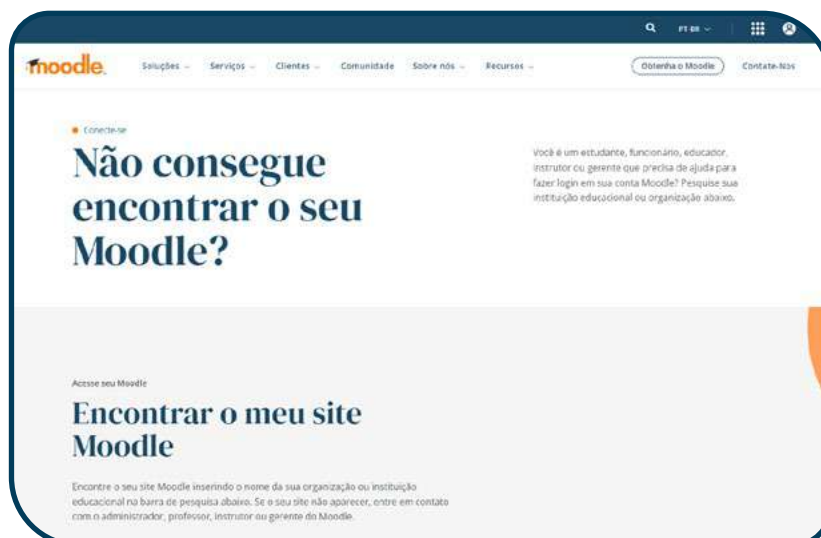 PT-BR
moodle
Soluções
Serviços
Clientes
Comunidade
Sobre nós
Recursos
Obtenha o Moodle
Contate-Nos
Conecte-se
Não consegue
encontrar o seu
Moodle?
Você é um estudante, funcionário, educador,
instrutor ou gerente que precisa de ajuda para
fazer login em sua conta Moodle? Pesquise sua
instituição educacional ou organização abaixo.
Acesse seu Moodle
Encontrar o meu site
Moodle
Encontre o seu site Moodle inserindo o nome da sua organização ou instituição
educacional na barra de pesquisa abaixo. Se o seu site não aparecer, entre em contato
com o administrador, professor, instrutor ou gerente do Moodle.